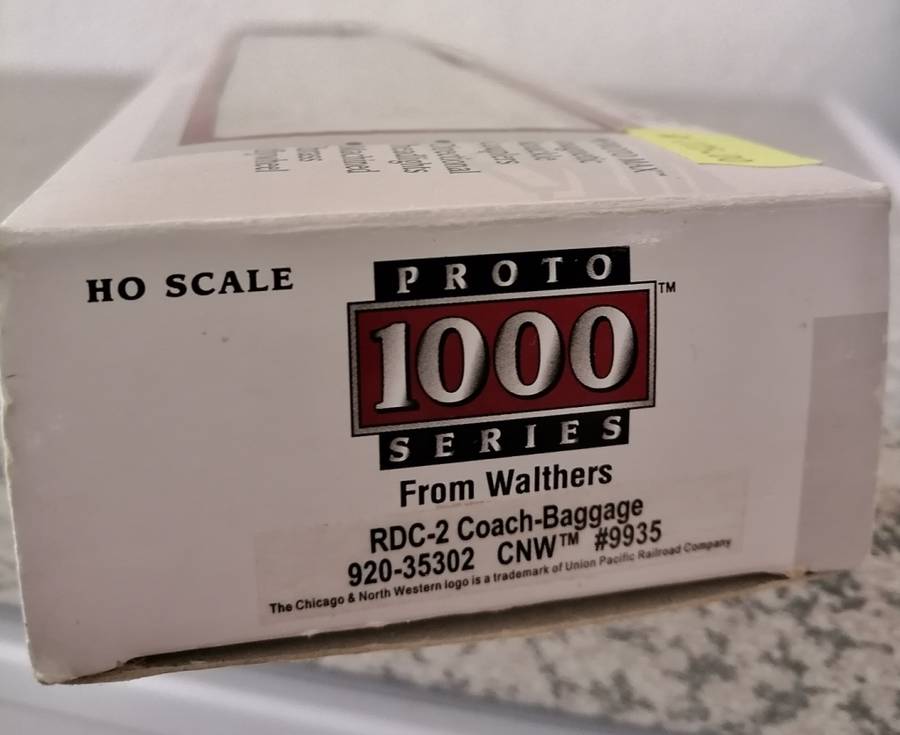 HO SCALE
PROTO
1000
SERIES
TM
From Walthers
RDC-2 Coach-Baggage
920-35302 CNW™ #9935
The Chicago & North Western logo is a trademark of Union Pacific Railroad Company